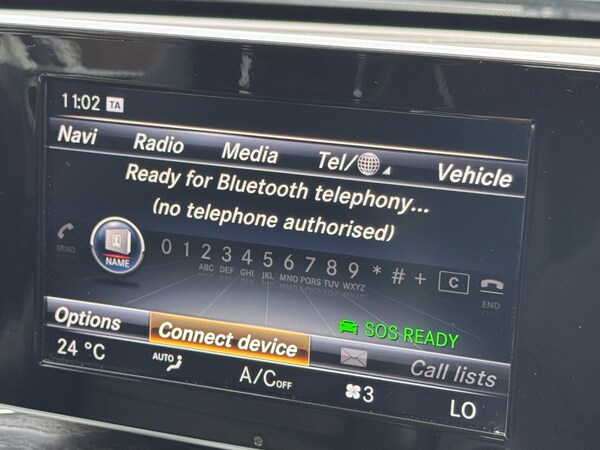 11:02 TA
Navi Radio Media Tel/ Vehicle
Ready for Bluetooth telephony...
(no telephone authorised)
SEND NAME 0 1 2 3 4 5 6 7 8 9 * # + C END
ABC DEF GHI JKL MNO PQRS TUV WXYZ
SOS READY
Options Connect device Call lists
24 °C AUTO A/C OFF 3 LO